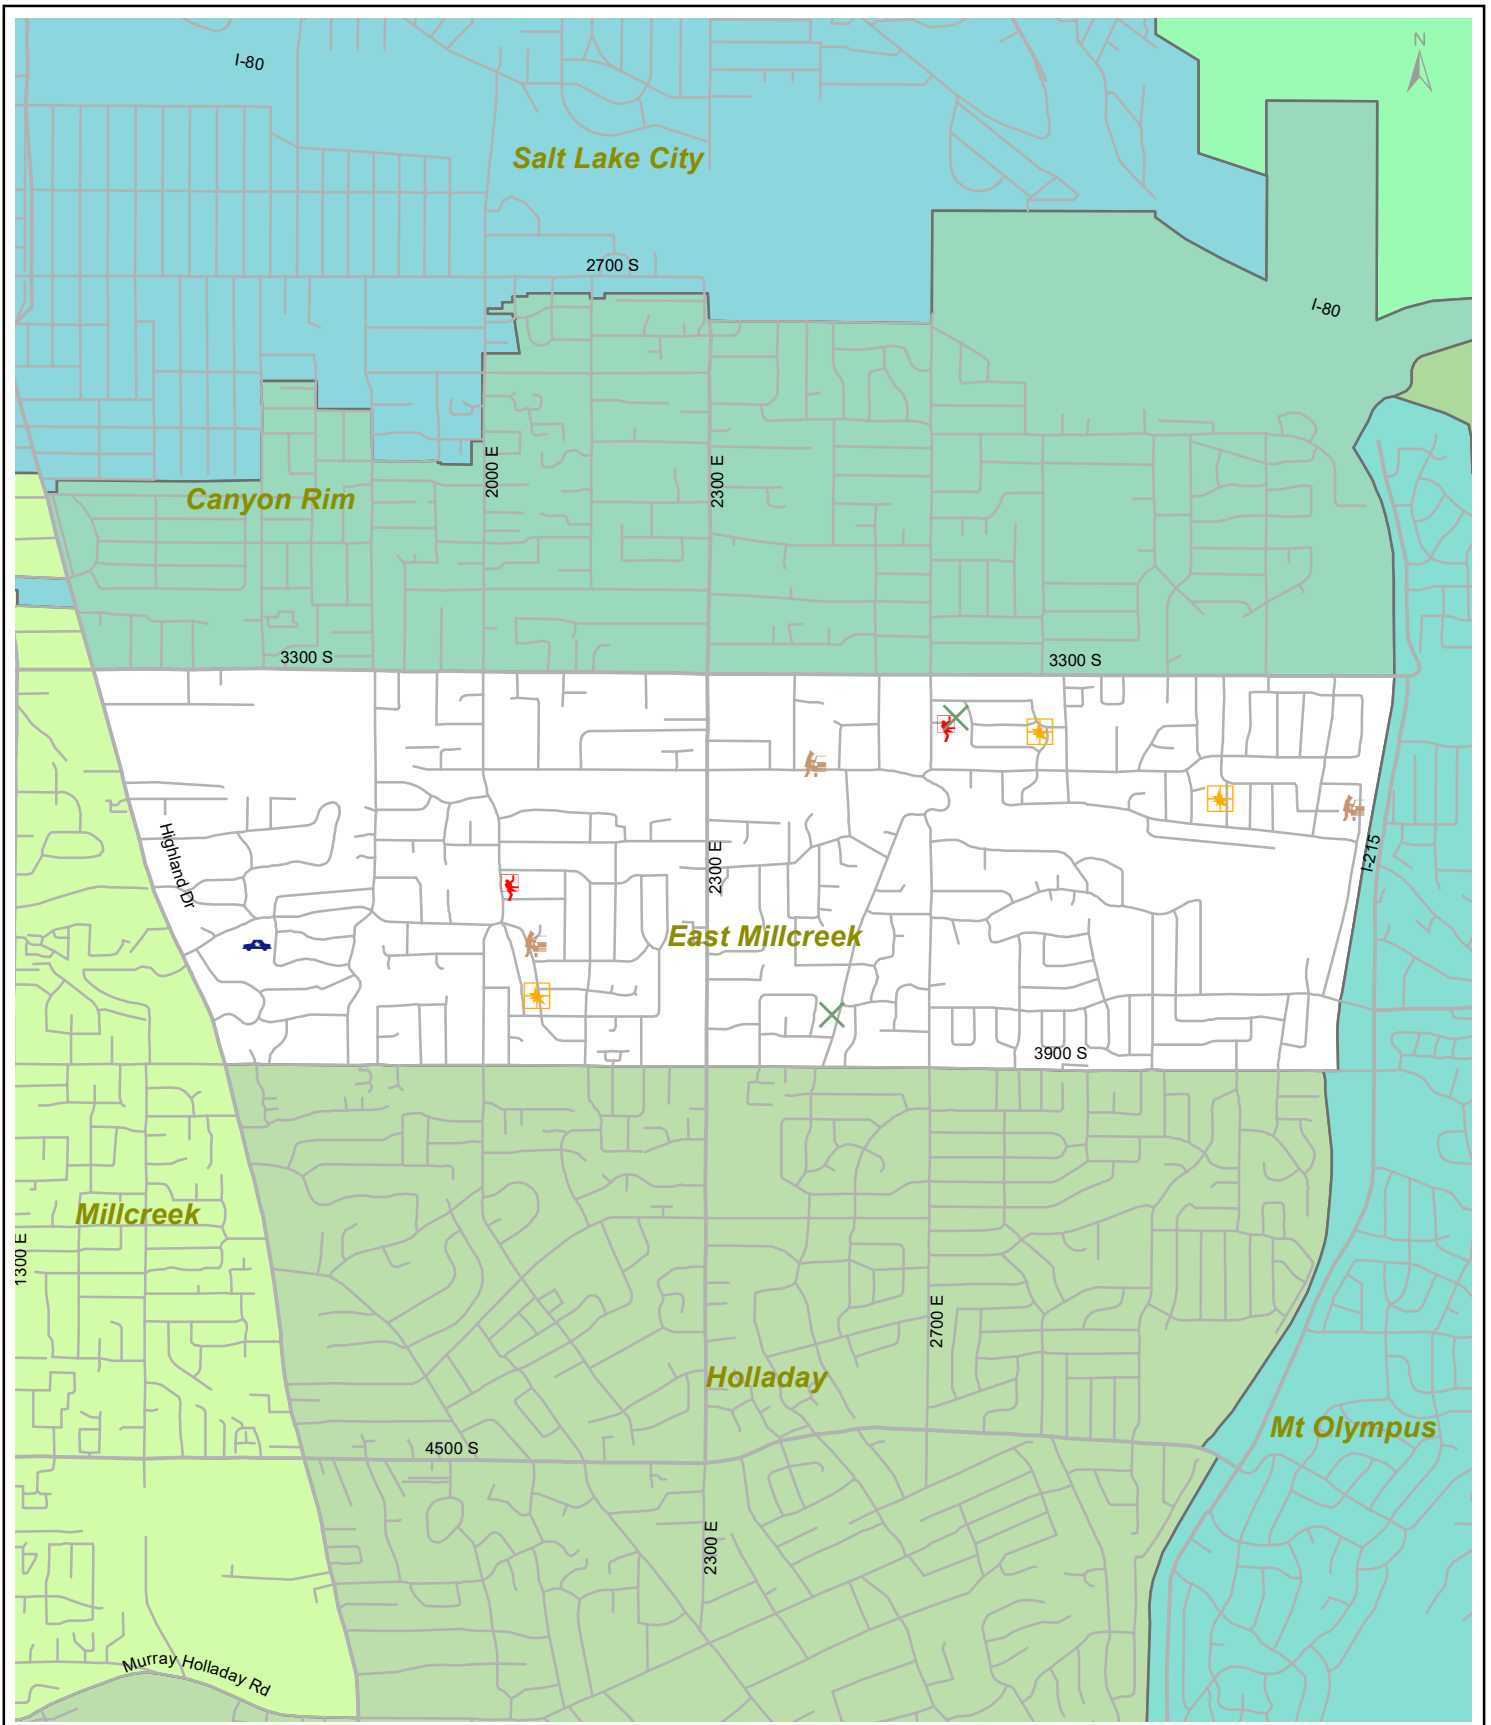 N
I-80
Salt Lake City
2700 S
I-80
2000 E
2300 E
Canyon Rim
3300 S
3300 S
Highland Dr
2300 E
I-215
East Millcreek
3900 S
Millcreek
1300 E
2700 E
Holladay
Mt Olympus
4500 S
2300 E
Murray Holladay Rd